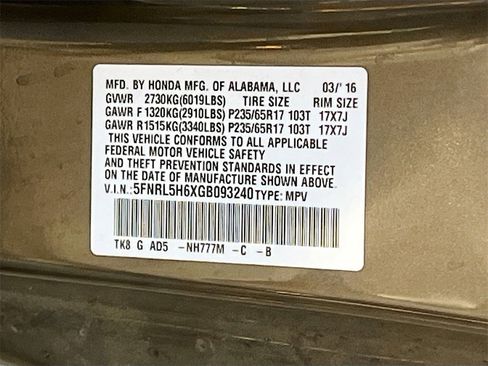 MFD. BY HONDA MFG. OF ALABAMA, LLC 03/'16
GVWR 2730KG(6019LBS) TIRE SIZE RIM SIZE
GAWR F 1320KG(2910LBS) P235/65R17 103T 17X7J
GAWR R1515KG(3340LBS) P235/65R17 103T 17X7J
THIS VEHICLE CONFORMS TO ALL APPLICABLE
FEDERAL MOTOR VEHICLE SAFETY
AND THEFT PREVENTION STANDARDS IN EFFECT
ON THE DATE OF MANUFACTURE SHOWN ABOVE.
V.I.N: 5FNRL5H6XGB093240 TYPE: MPV
TK8 G AD5 -NH777M -C -B